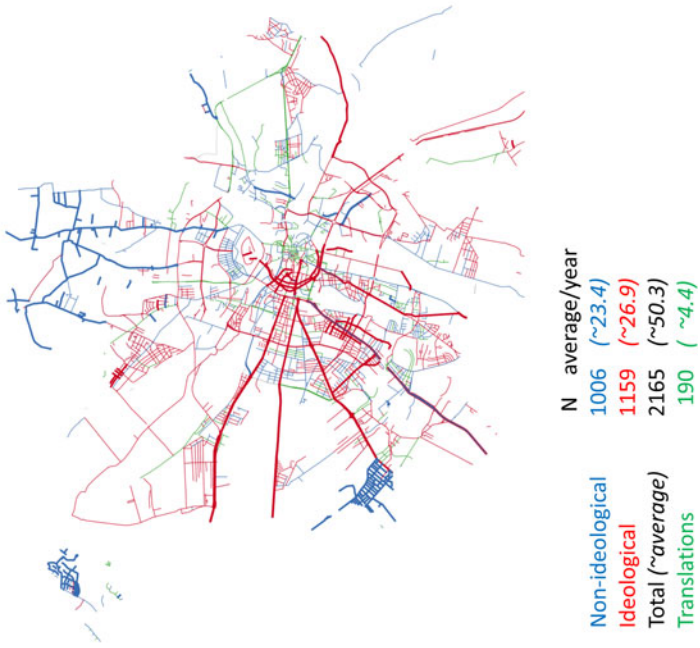 N average/year
Non-ideological 1006 (~23.4)
Ideological 1159 (~26.9)
Total (~average) 2165 (~50.3)
Translations 190 ( ~4.4)